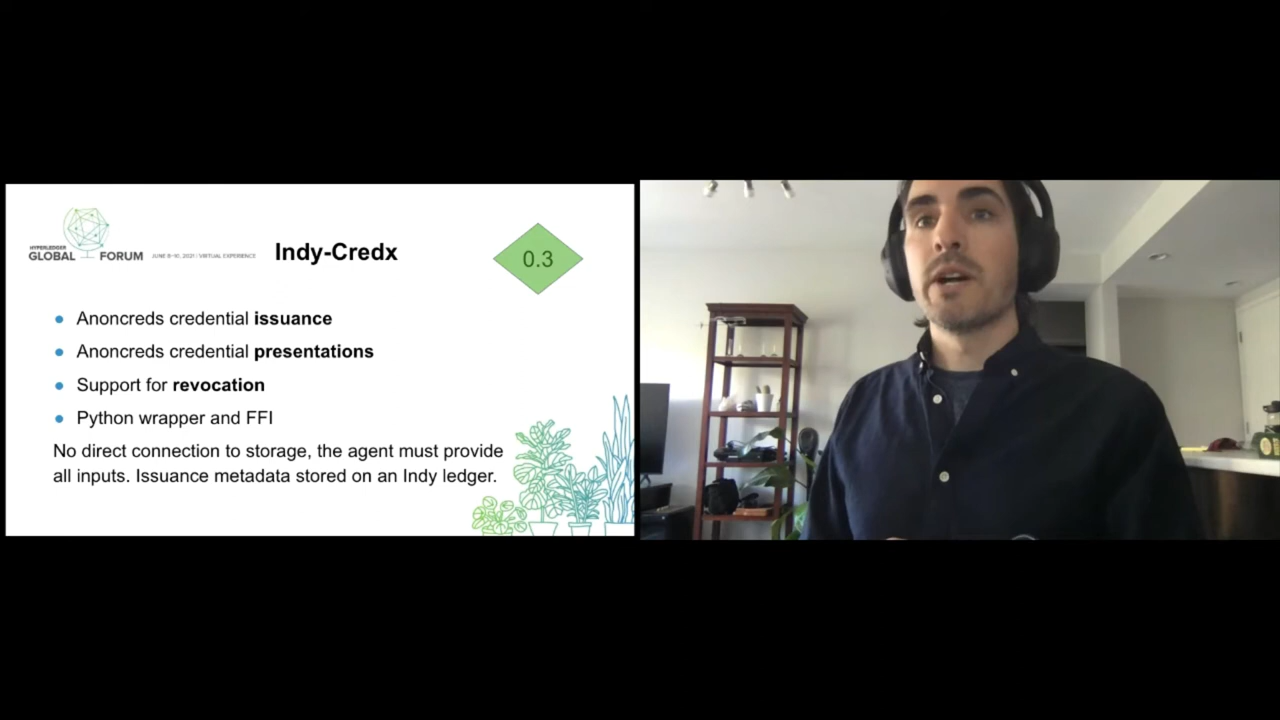 HYPERLEDGER
GLOBAL FORUM
JUNE 8-10, 2021 | VIRTUAL EXPERIENCE
Indy-Credx
0.3
Anoncreds credential issuance
Anoncreds credential presentations
Support for revocation
Python wrapper and FFI
No direct connection to storage, the agent must provide
all inputs. Issuance metadata stored on an Indy ledger.